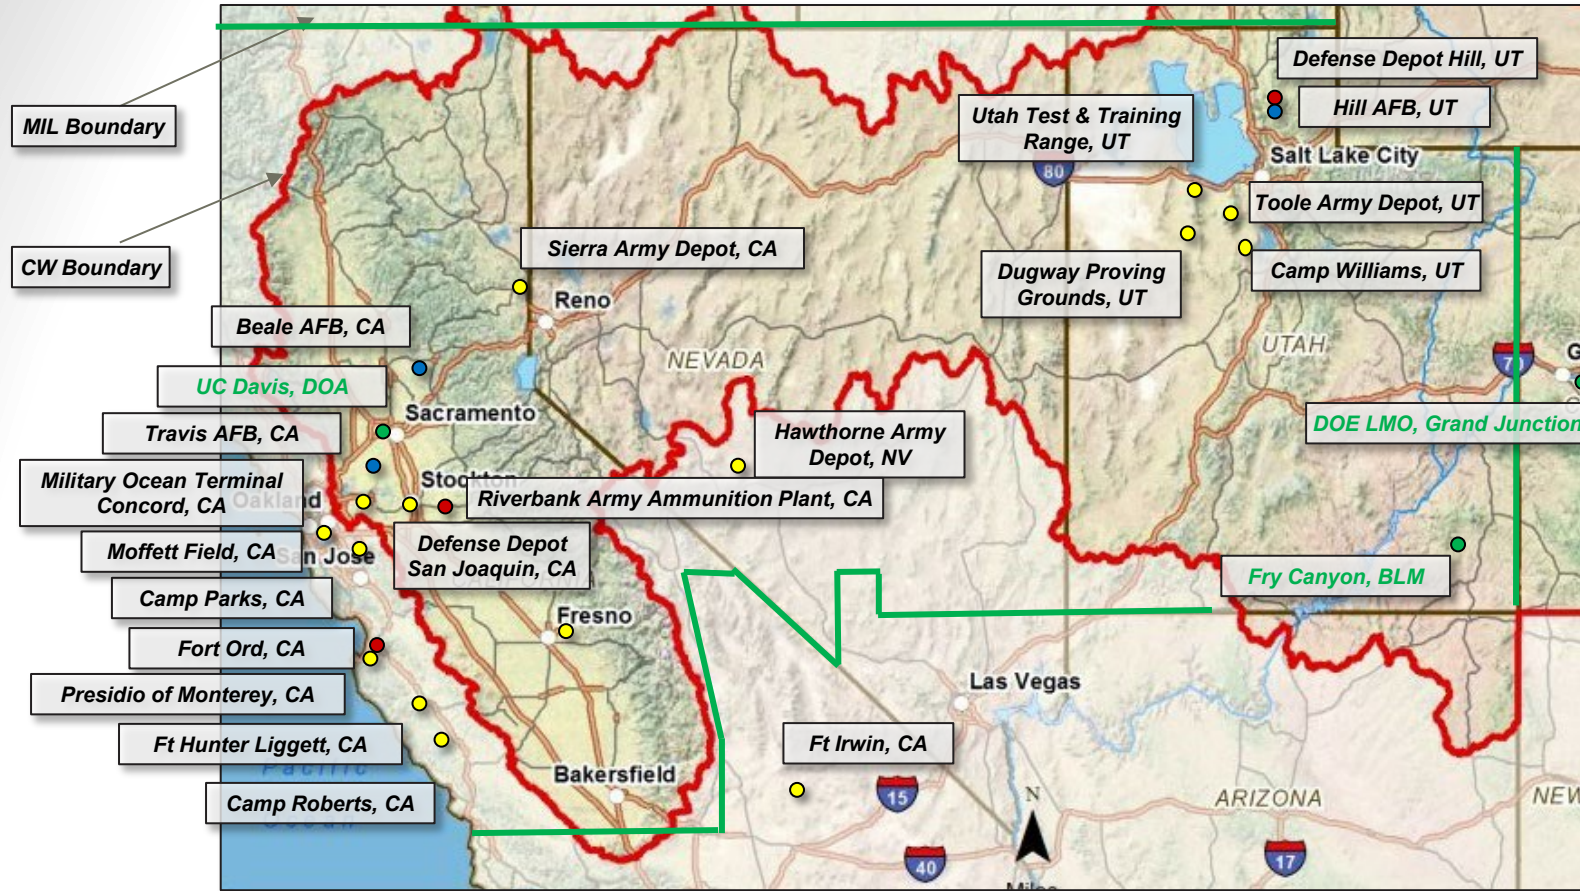 Defense Depot Hill, UT
MIL Boundary
Utah Test & Training
Range, UT
Hill AFB, UT
80
Salt Lake City
Toole Army Depot, UT
CW Boundary
Sierra Army Depot, CA
Dugway Proving
Grounds, UT
Camp Williams, UT
Reno
Beale AFB, CA
NEVADA
UTAH
70
G
UC Davis, DOA
Sacramento
Travis AFB, CA
Hawthorne Army
Depot, NV
DOE LMO, Grand Junction
Military Ocean Terminal
Concord, CA
Oakland
Stockton
Riverbank Army Ammunition Plant, CA
Moffett Field, CA
San Jose
Defense Depot
San Joaquin, CA
Fry Canyon, BLM
Camp Parks, CA
Fresno
Fort Ord, CA
Presidio of Monterey, CA
Las Vegas
Ft Hunter Liggett, CA
Ft Irwin, CA
Pacific
Ocean
Bakersfield
Camp Roberts, CA
15
N
ARIZONA
NEW
40
17
Miles